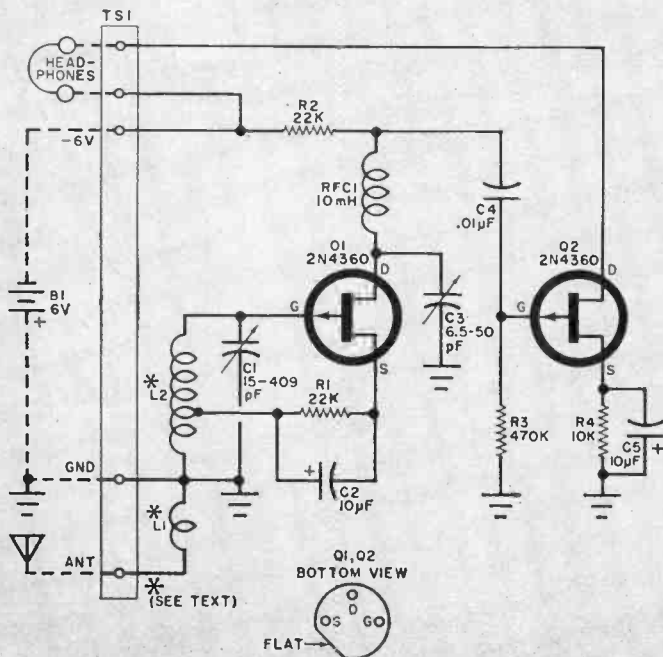 TS1
HEAD-
PHONES
-6V
R2
22K
RFC1
10mH
C4
.01µF
Q1
2N4360
D
G
S
Q2
2N4360
D
G
S
B1
6V
+
C1
15-409
pF
C3
6.5-50
pF
*L2
R1
22K
+
C2
10µF
R3
470K
R4
10K
C5
10µF
+
GND
*L1
ANT
*
(SEE TEXT)
Q1, Q2
BOTTOM VIEW
D
S
G
FLAT